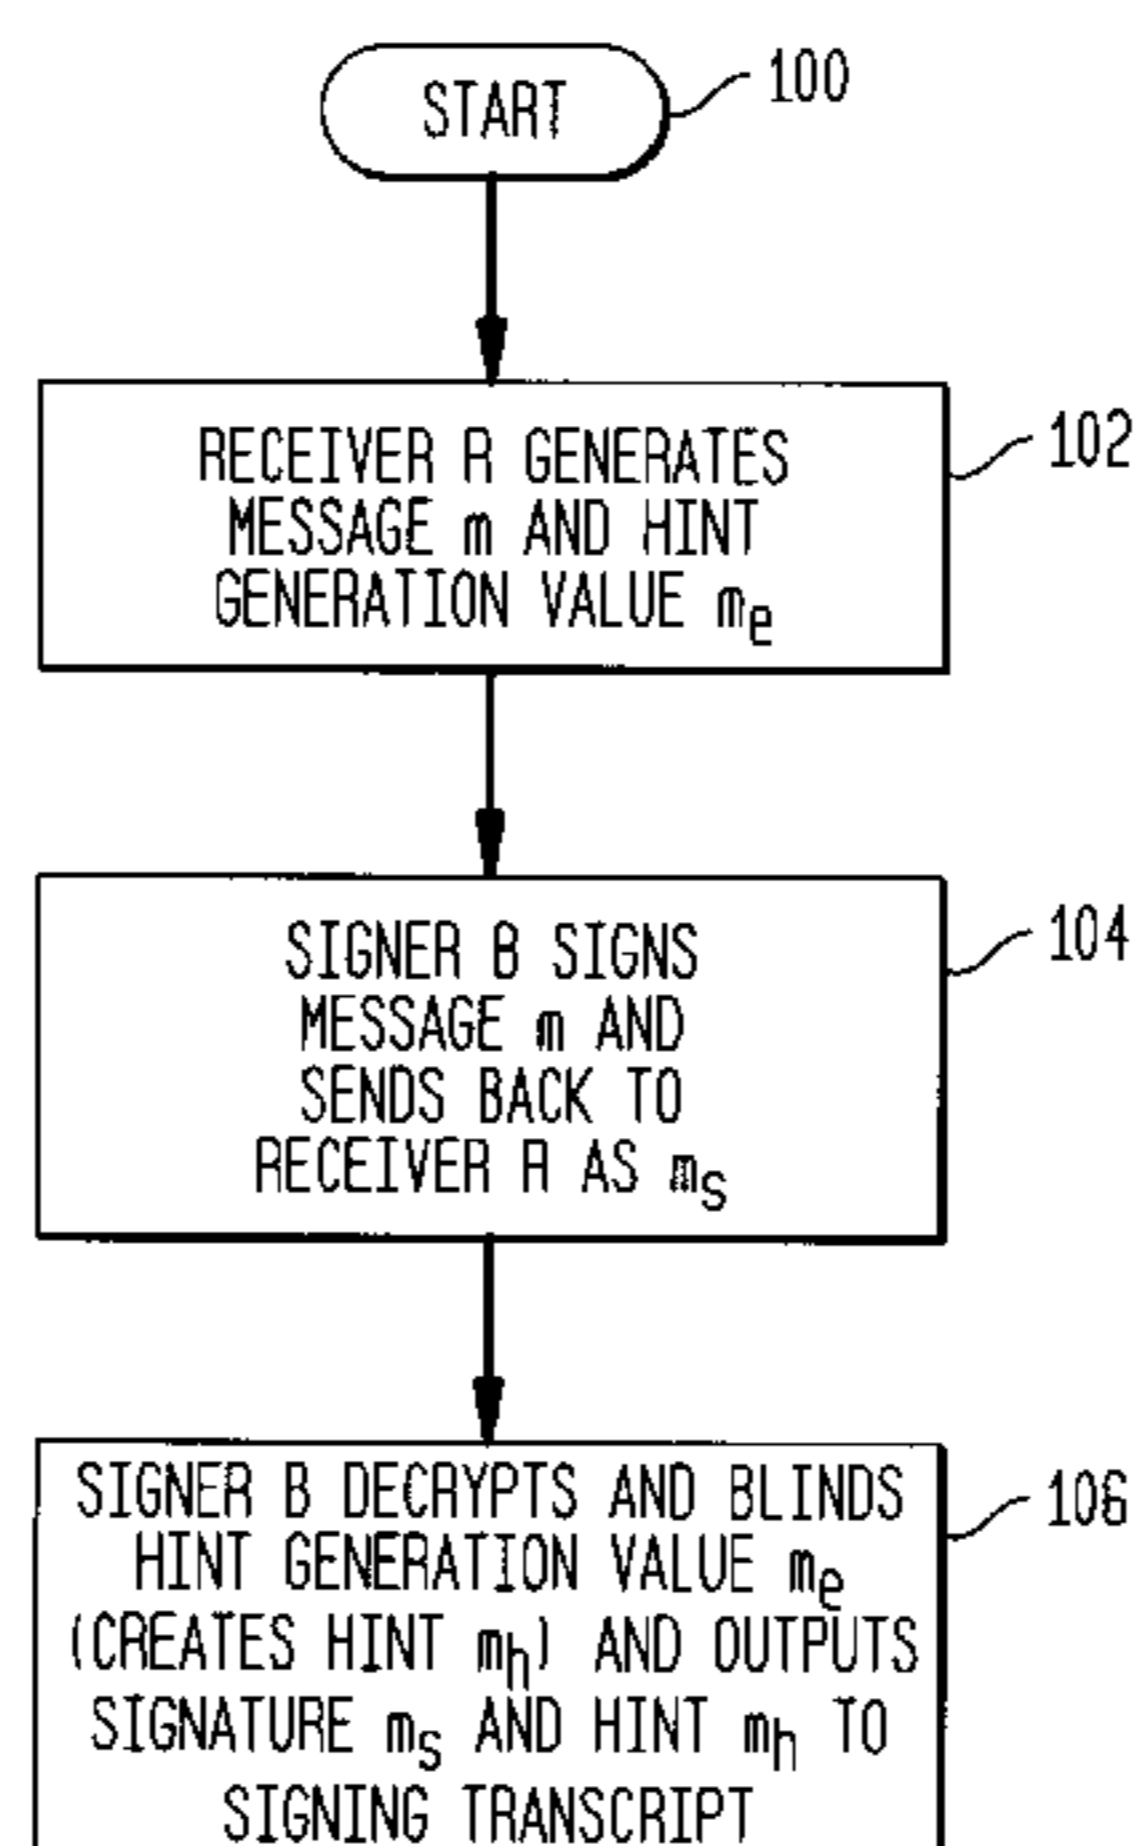 START
100
RECEIVER R GENERATES
MESSAGE m AND HINT
GENERATION VALUE me
102
SIGNER B SIGNS
MESSAGE m AND
SENDS BACK TO
RECEIVER R AS ms
104
SIGNER B DECRYPTS AND BLINDS
HINT GENERATION VALUE me
(CREATES HINT mh) AND OUTPUTS
SIGNATURE ms AND HINT mh TO
SIGNING TRANSCRIPT
106